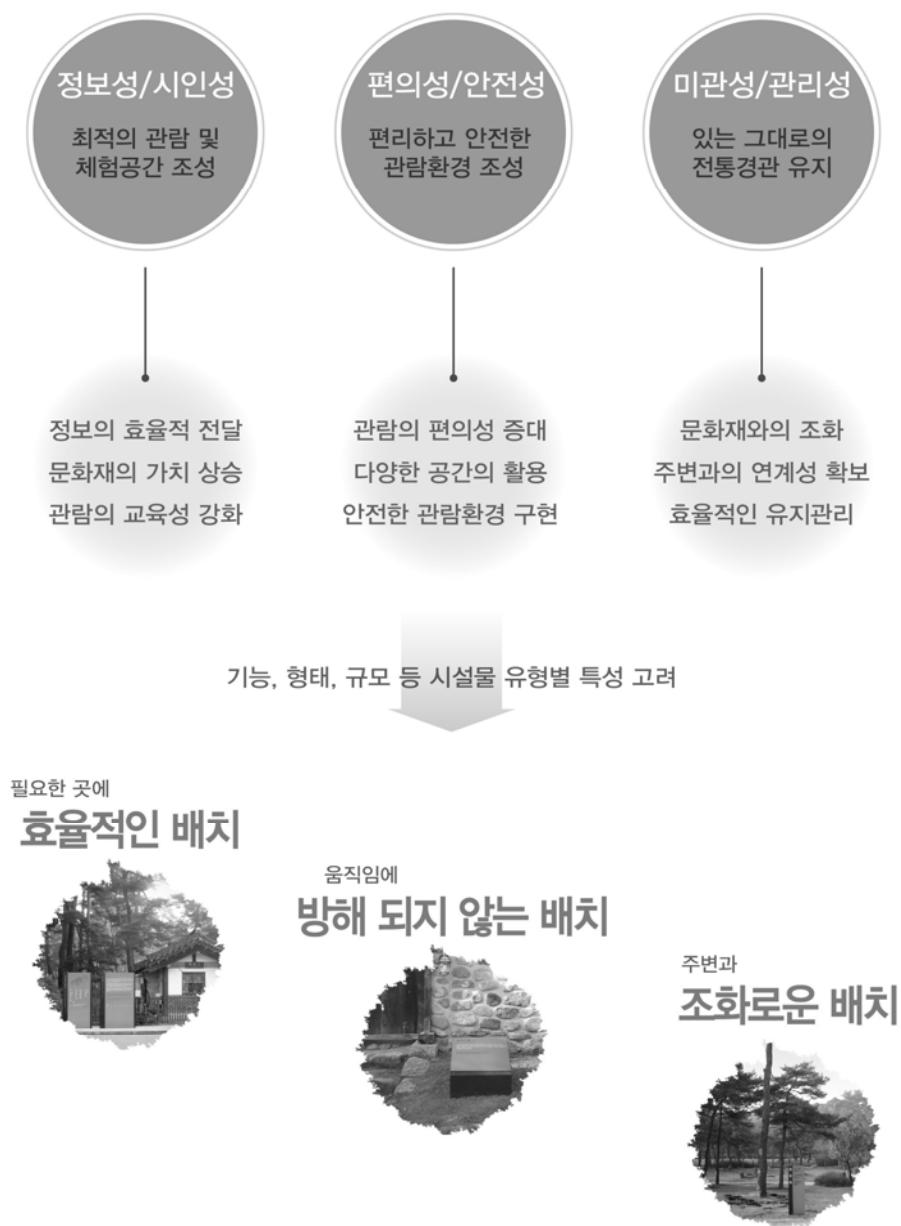 정보성/시인성
최적의 관람 및
체험공간 조성
편의성/안전성
편리하고 안전한
관람환경 조성
미관성/관리성
있는 그대로의
전통경관 유지
정보의 효율적 전달
문화재의 가치 상승
관람의 교육성 강화
관람의 편의성 증대
다양한 공간의 활용
안전한 관람환경 구현
문화재와의 조화
주변과의 연계성 확보
효율적인 유지관리
기능, 형태, 규모 등 시설물 유형별 특성 고려
필요한 곳에
효율적인 배치
움직임에
방해 되지 않는 배치
주변과
조화로운 배치